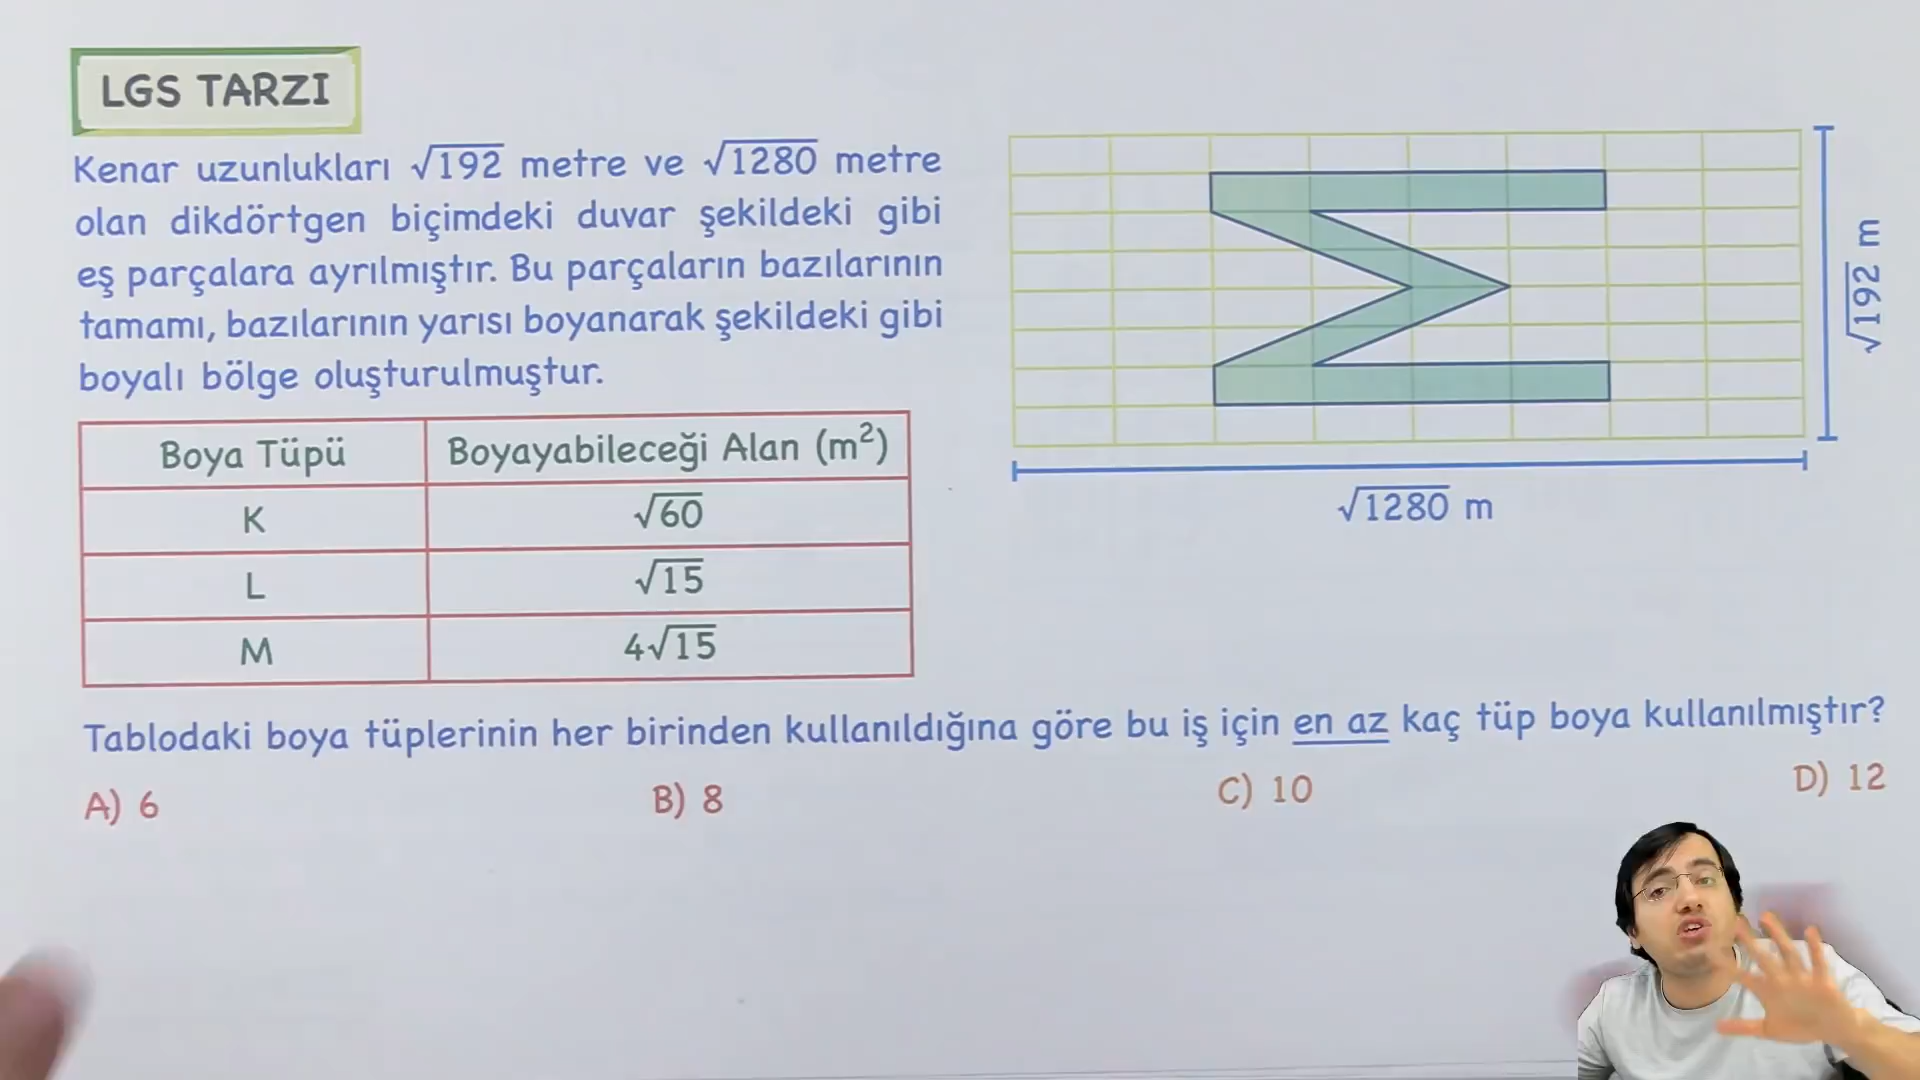 LGS TARZI
Kenar uzunlukları √192 metre ve √1280 metre
olan dikdörtgen biçimdeki duvar şekildeki gibi
eş parçalara ayrılmıştır. Bu parçaların bazılarının
tamamı, bazılarının yarısı boyanarak şekildeki gibi
boyalı bölge oluşturulmuştur.
√192 m
√1280 m
Boya Tüpü Boyayabileceği Alan (m²)
K √60
L √15
M 4√15
Tablodaki boya tüplerinin her birinden kullanıldığına göre bu iş için en az kaç tüp boya kullanılmıştır?
A) 6 B) 8 C) 10 D) 12